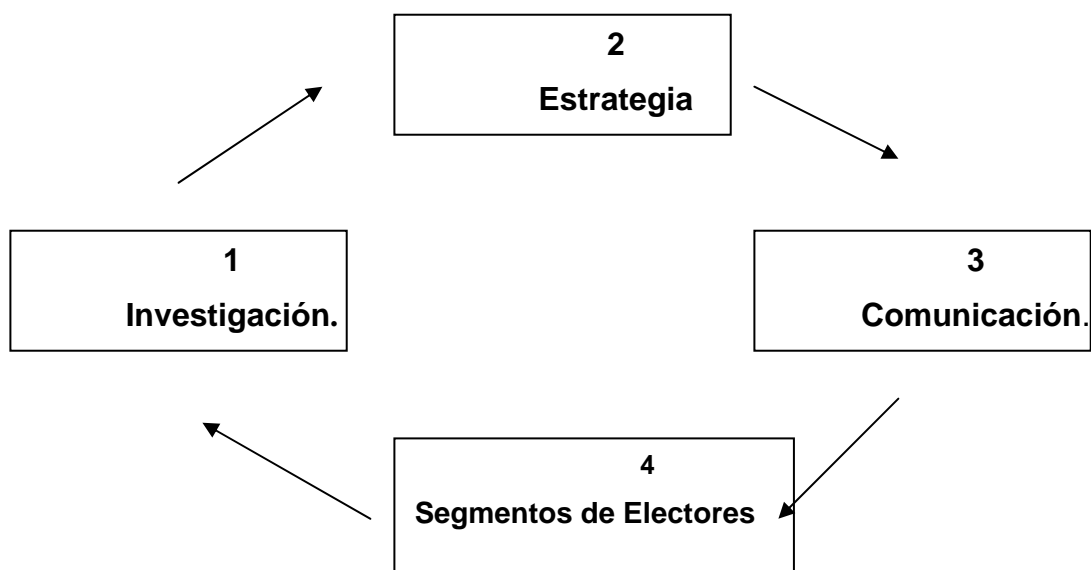 2
Estrategia
1
Investigación.
3
Comunicación.
4
Segmentos de Electores